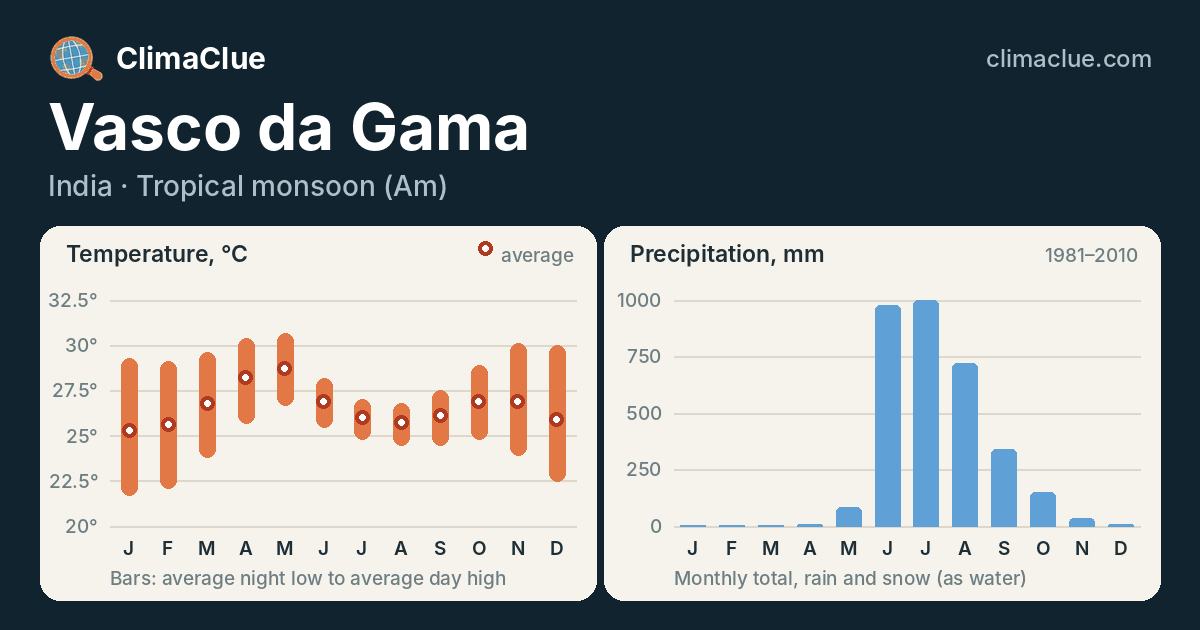 ClimaClue
climaclue.com
Vasco da Gama
India · Tropical monsoon (Am)
Temperature, °C
average
32.5°
30°
27.5°
25°
22.5°
20°
J F M A M J J A S O N D
Bars: average night low to average day high
Precipitation, mm
1981–2010
1000
750
500
250
0
J F M A M J J A S O N D
Monthly total, rain and snow (as water)